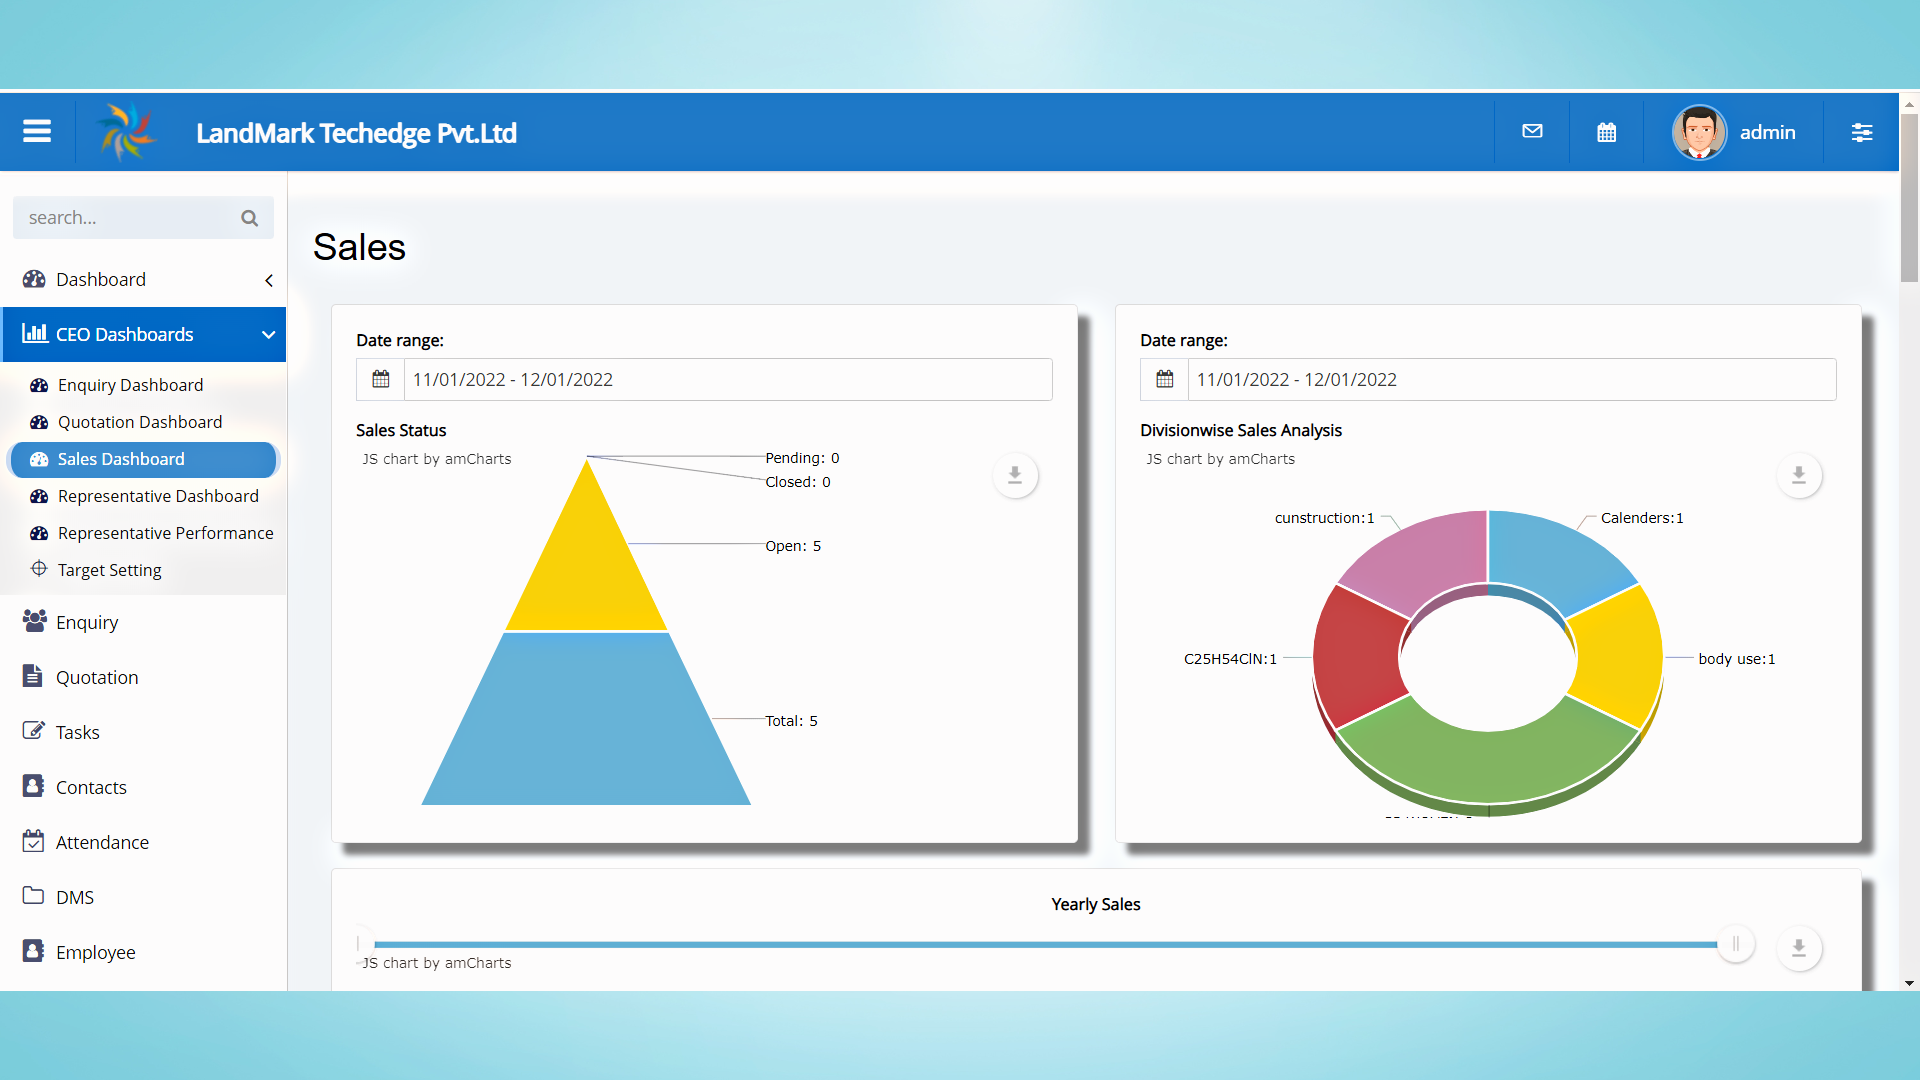 LandMark Techedge Pvt.Ltd
admin
search...
Dashboard
CEO Dashboards
Enquiry Dashboard
Quotation Dashboard
Sales Dashboard
Representative Dashboard
Representative Performance
Target Setting
Enquiry
Quotation
Tasks
Contacts
Attendance
DMS
Employee
Sales
Date range:
11/01/2022 - 12/01/2022
Sales Status
JS chart by amCharts
Pending: 0
Closed: 0
Open: 5
Total: 5
Date range:
11/01/2022 - 12/01/2022
Divisionwise Sales Analysis
JS chart by amCharts
cunstruction:1
Calenders:1
C25H54ClN:1
body use:1
Yearly Sales
JS chart by amCharts